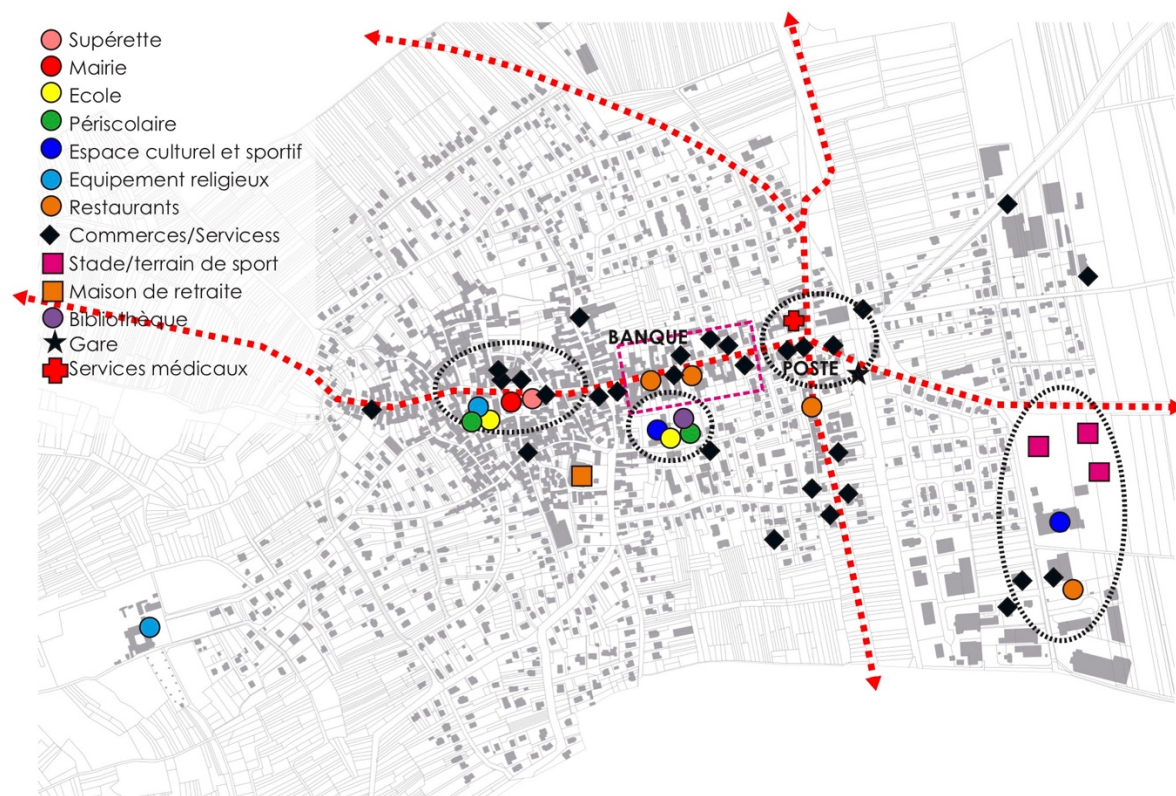 Supérette
Mairie
Ecole
Périscolaire
Espace culturel et sportif
Equipement religieux
Restaurants
Commerces/Servicess
Stade/terrain de sport
Maison de retraite
Bibliothèque
Gare
Services médicaux
BANQUE
POSTE